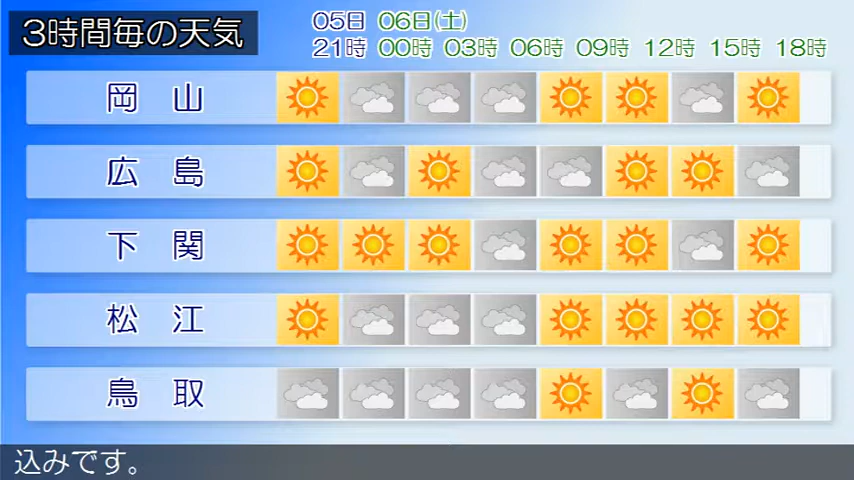 3時間毎の天気
05日 06日(土)
21時 00時 03時 06時 09時 12時 15時 18時
岡 山
広 島
下 関
松 江
鳥 取
込みです。